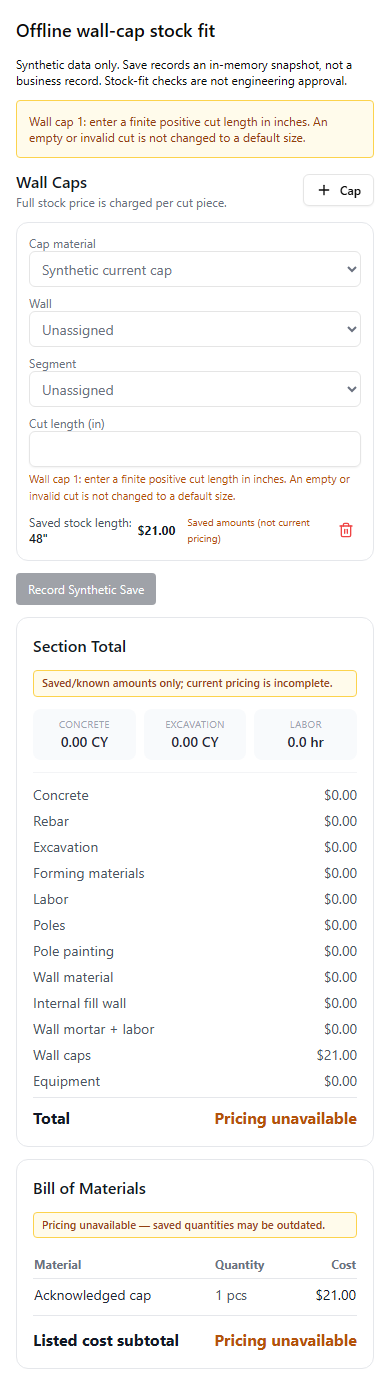 Offline wall-cap stock fit
Synthetic data only. Save records an in-memory snapshot, not a
business record. Stock-fit checks are not engineering approval.
Wall cap 1: enter a finite positive cut length in inches. An
empty or invalid cut is not changed to a default size.
Wall Caps
Full stock price is charged per cut piece.
+ Cap
Cap material
Synthetic current cap
Wall
Unassigned
Segment
Unassigned
Cut length (in)
Wall cap 1: enter a finite positive cut length in inches. An empty or
invalid cut is not changed to a default size.
Saved stock length:
48"
$21.00
Saved amounts (not current
pricing)
Record Synthetic Save
Section Total
Saved/known amounts only; current pricing is incomplete.
CONCRETE
0.00 CY
EXCAVATION
0.00 CY
LABOR
0.0 hr
Concrete $0.00
Rebar $0.00
Excavation $0.00
Forming materials $0.00
Labor $0.00
Poles $0.00
Pole painting $0.00
Wall material $0.00
Internal fill wall $0.00
Wall mortar + labor $0.00
Wall caps $21.00
Equipment $0.00
Total Pricing unavailable
Bill of Materials
Pricing unavailable — saved quantities may be outdated.
Material Quantity Cost
Acknowledged cap 1 pcs $21.00
Listed cost subtotal Pricing unavailable